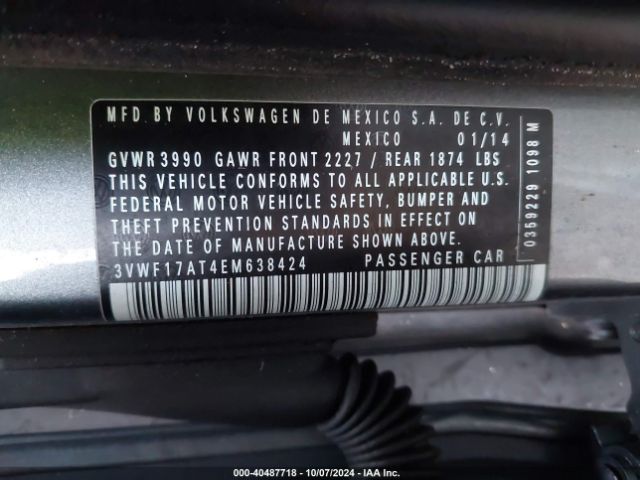 MFD. BY VOLKSWAGEN DE MEXICO S.A. DE C.V.
MEXICO 01/14
GVWR 3990 GAWR FRONT 2227 / REAR 1874 LBS
THIS VEHICLE CONFORMS TO ALL APPLICABLE U.S.
FEDERAL MOTOR VEHICLE SAFETY, BUMPER AND
THEFT PREVENTION STANDARDS IN EFFECT ON
THE DATE OF MANUFACTURE SHOWN ABOVE.
3VWF17AT4EM638424 PASSENGER CAR
0359229 1098 M
000-40487718 - 10/07/2024 - IAA Inc.